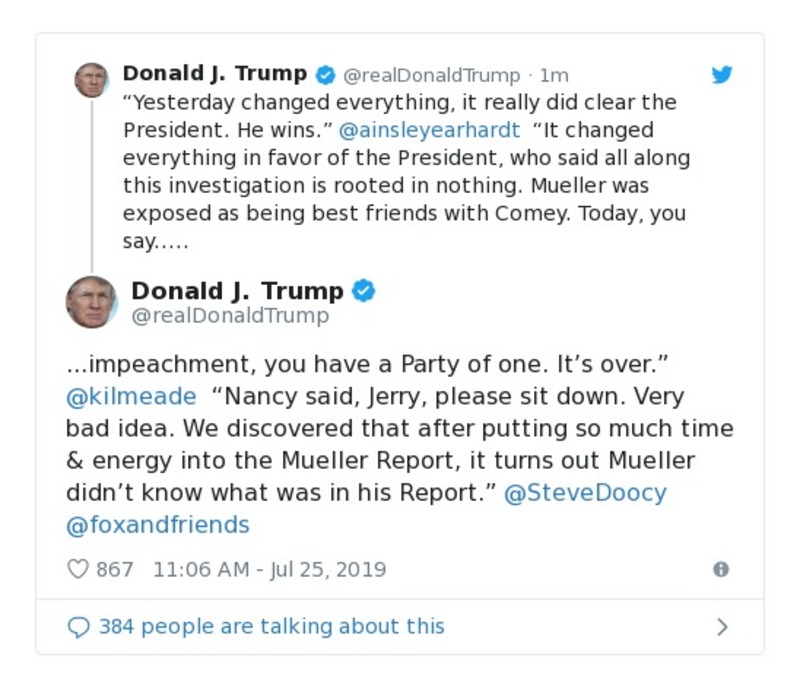 Donald J. Trump @realDonaldTrump · 1m
“Yesterday changed everything, it really did clear the
President. He wins.” @ainsleyearhardt “It changed
everything in favor of the President, who said all along
this investigation is rooted in nothing. Mueller was
exposed as being best friends with Comey. Today, you
say.....
Donald J. Trump
@realDonaldTrump
...impeachment, you have a Party of one. It’s over.”
@kilmeade “Nancy said, Jerry, please sit down. Very
bad idea. We discovered that after putting so much time
& energy into the Mueller Report, it turns out Mueller
didn’t know what was in his Report.” @SteveDoocy
@foxandfriends
867 11:06 AM - Jul 25, 2019
384 people are talking about this